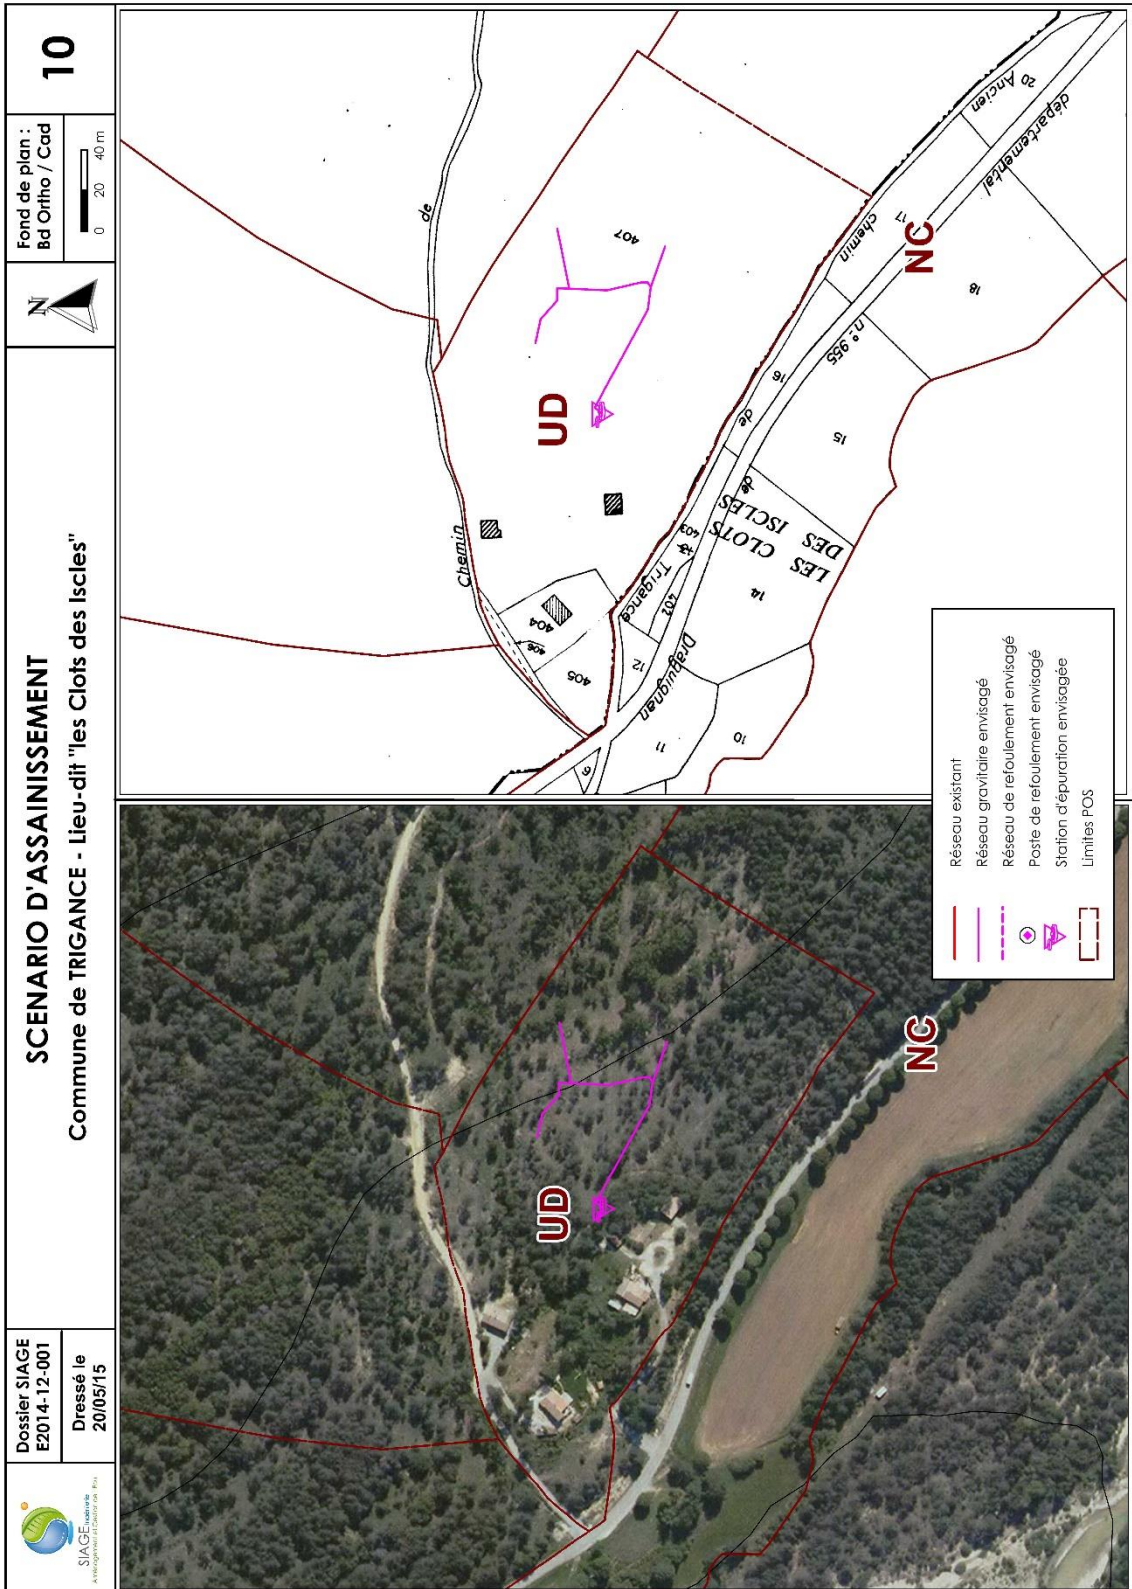 SIAGE Ingénierie
Dossier SIAGE
E2014-12-001
Dressé le
20/05/15
SCENARIO D'ASSAINISSEMENT
Commune de TRIGANCE - Lieu-dit "les Clots des Iscles"
N
Fond de plan :
Bd Ortho / Cad
0 20 40 m
10
UD
NC
Chemin
de
UD
407
404
406
405
403
402
12
11
10
9
14
15
16
17
18
20
LES CLOTS
DES ISCLES
Draguignan
de
n.° 955
départemental
Trigance
de
chemin
Ancien
NC
Réseau existant
Réseau gravitaire envisagé
Réseau de refoulement envisagé
Poste de refoulement envisagé
Station d'épuration envisagée
Limites POS